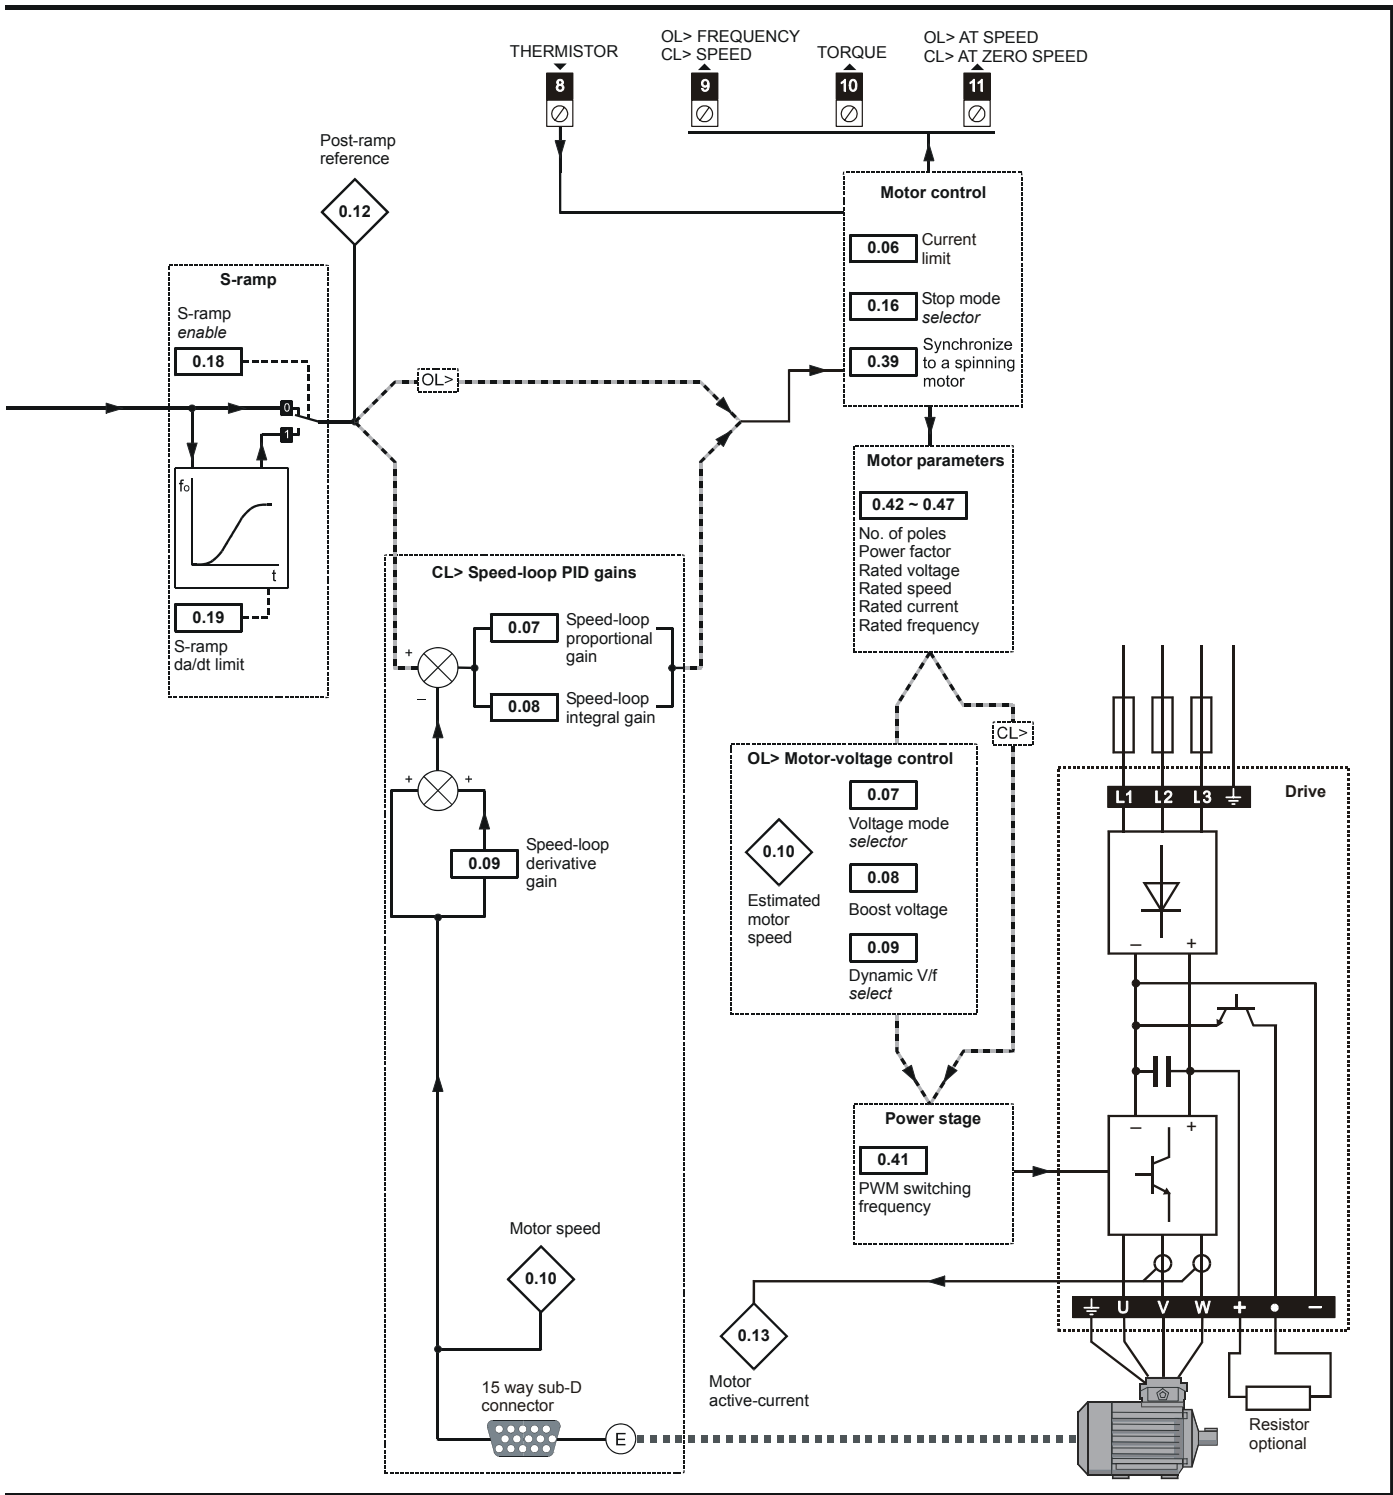 THERMISTOR
8
OL> FREQUENCY
CL> SPEED
9
TORQUE
10
OL> AT SPEED
CL> AT ZERO SPEED
11
Post-ramp
reference
0.12
Motor control
0.06
Current
limit
0.16
Stop mode
selector
0.39
Synchronize
to a spinning
motor
S-ramp
S-ramp
enable
0.18
0
1
fo
t
0.19
S-ramp
da/dt limit
OL>
Motor parameters
0.42 ~ 0.47
No. of poles
Power factor
Rated voltage
Rated speed
Rated current
Rated frequency
CL> Speed-loop PID gains
+
–
0.07
Speed-loop
proportional
gain
0.08
Speed-loop
integral gain
+ +
0.09
Speed-loop
derivative
gain
CL>
OL> Motor-voltage control
0.07
Voltage mode
selector
0.10
Estimated
motor
speed
0.08
Boost voltage
0.09
Dynamic V/f
select
Drive
L1 L2 L3
– +
– +
Power stage
0.41
PWM switching
frequency
U V W + • –
Motor speed
0.10
0.13
Motor
active-current
15 way sub-D
connector
E
Resistor
optional